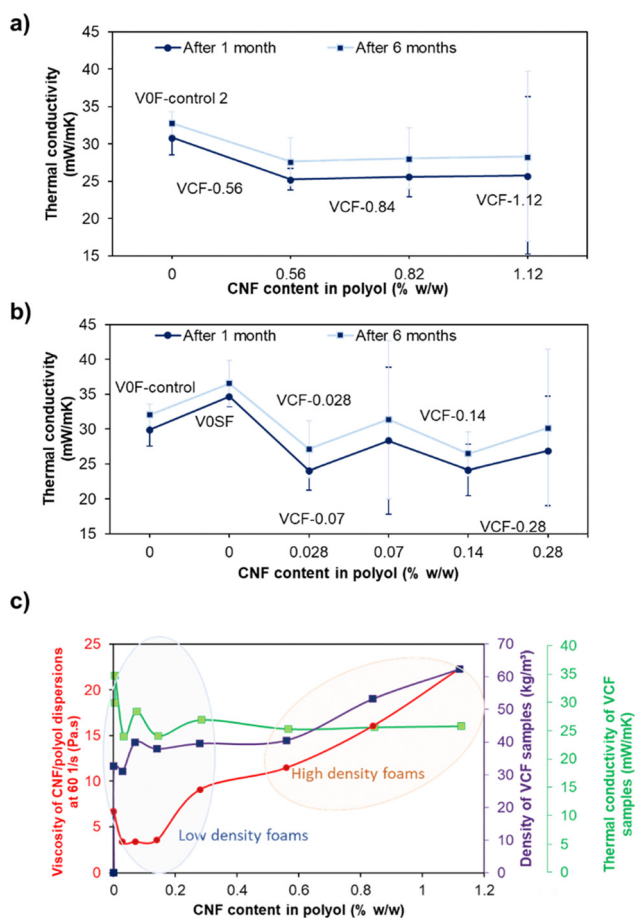 a)
45
40
35
30
25
20
15
Thermal conductivity
(mW/mK)
After 1 month
After 6 months
V0F-control 2
VCF-0.56
VCF-0.84
VCF-1.12
0
0.56
0.82
1.12
CNF content in polyol (% w/w)
b)
45
40
35
30
25
20
15
Thermal conductivity
(mW/mK)
After 1 month
After 6 months
V0F-control
V0SF
VCF-0.028
VCF-0.07
VCF-0.14
VCF-0.28
0
0
0.028
0.07
0.14
0.28
CNF content in polyol (% w/w)
c)
Viscosity of CNF/polyol dispersions
at 60 1/s (Pa.s)
25
20
15
10
5
0
Low density foams
High density foams
70
60
50
40
30
20
10
0
Density of VCF samples (kg/m³)
40
35
30
25
20
15
10
5
0
Thermal conductivity of VCF
samples (mW/mK)
0
0.2
0.4
0.6
0.8
1
1.2
CNF content in polyol (% w/w)